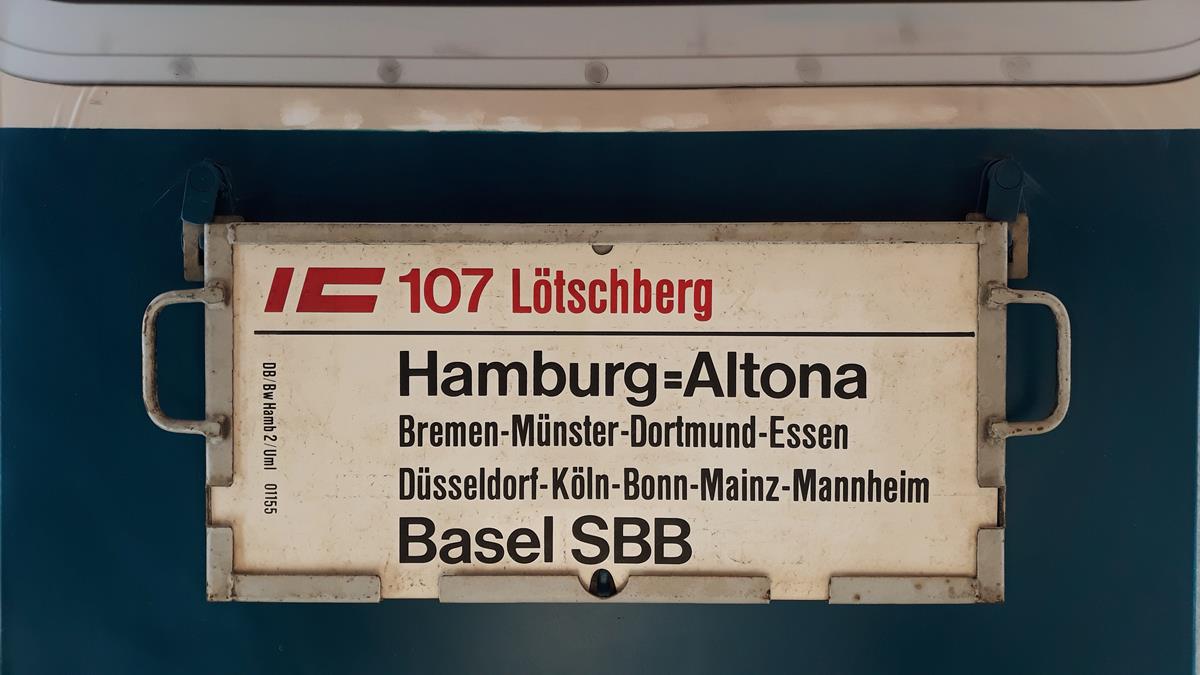 IC 107 Lötschberg
Hamburg=Altona
Bremen-Münster-Dortmund-Essen
Düsseldorf-Köln-Bonn-Mainz-Mannheim
Basel SBB
DB/Bw Hamb 2/Uml 01155